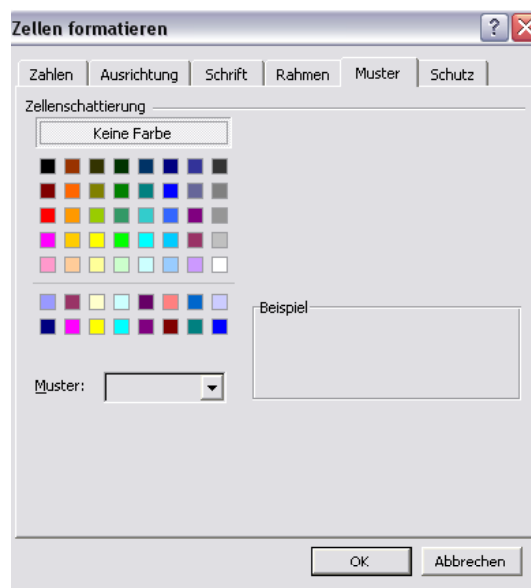 Zellen formatieren
Zahlen Ausrichtung Schrift Rahmen Muster Schutz
Zellenschattierung
Keine Farbe
Beispiel
Muster:
OK Abbrechen